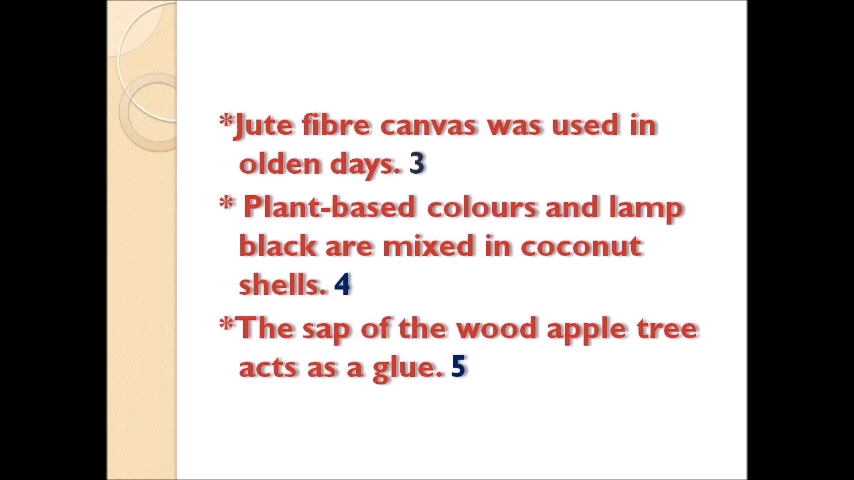 *Jute fibre canvas was used in
olden days. 3
* Plant-based colours and lamp
black are mixed in coconut
shells. 4
*The sap of the wood apple tree
acts as a glue. 5